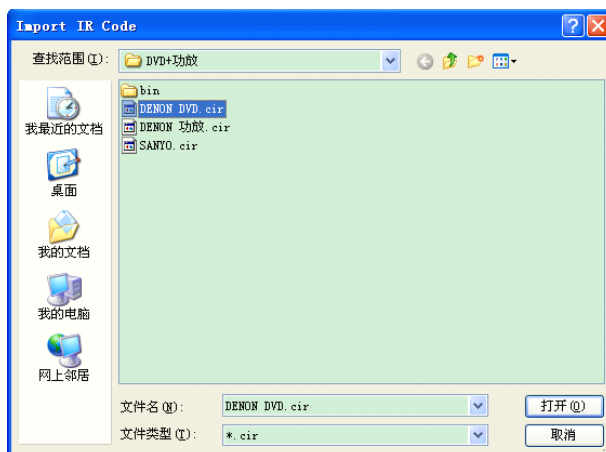 Import IR Code
查找范围(I):
DVD+功放
bin
DENON DVD.cir
DENON 功放.cir
SANYO.cir
我最近的文档
桌面
我的文档
我的电脑
网上邻居
文件名(N):
DENON DVD.cir
打开(O)
文件类型(T):
*.cir
取消